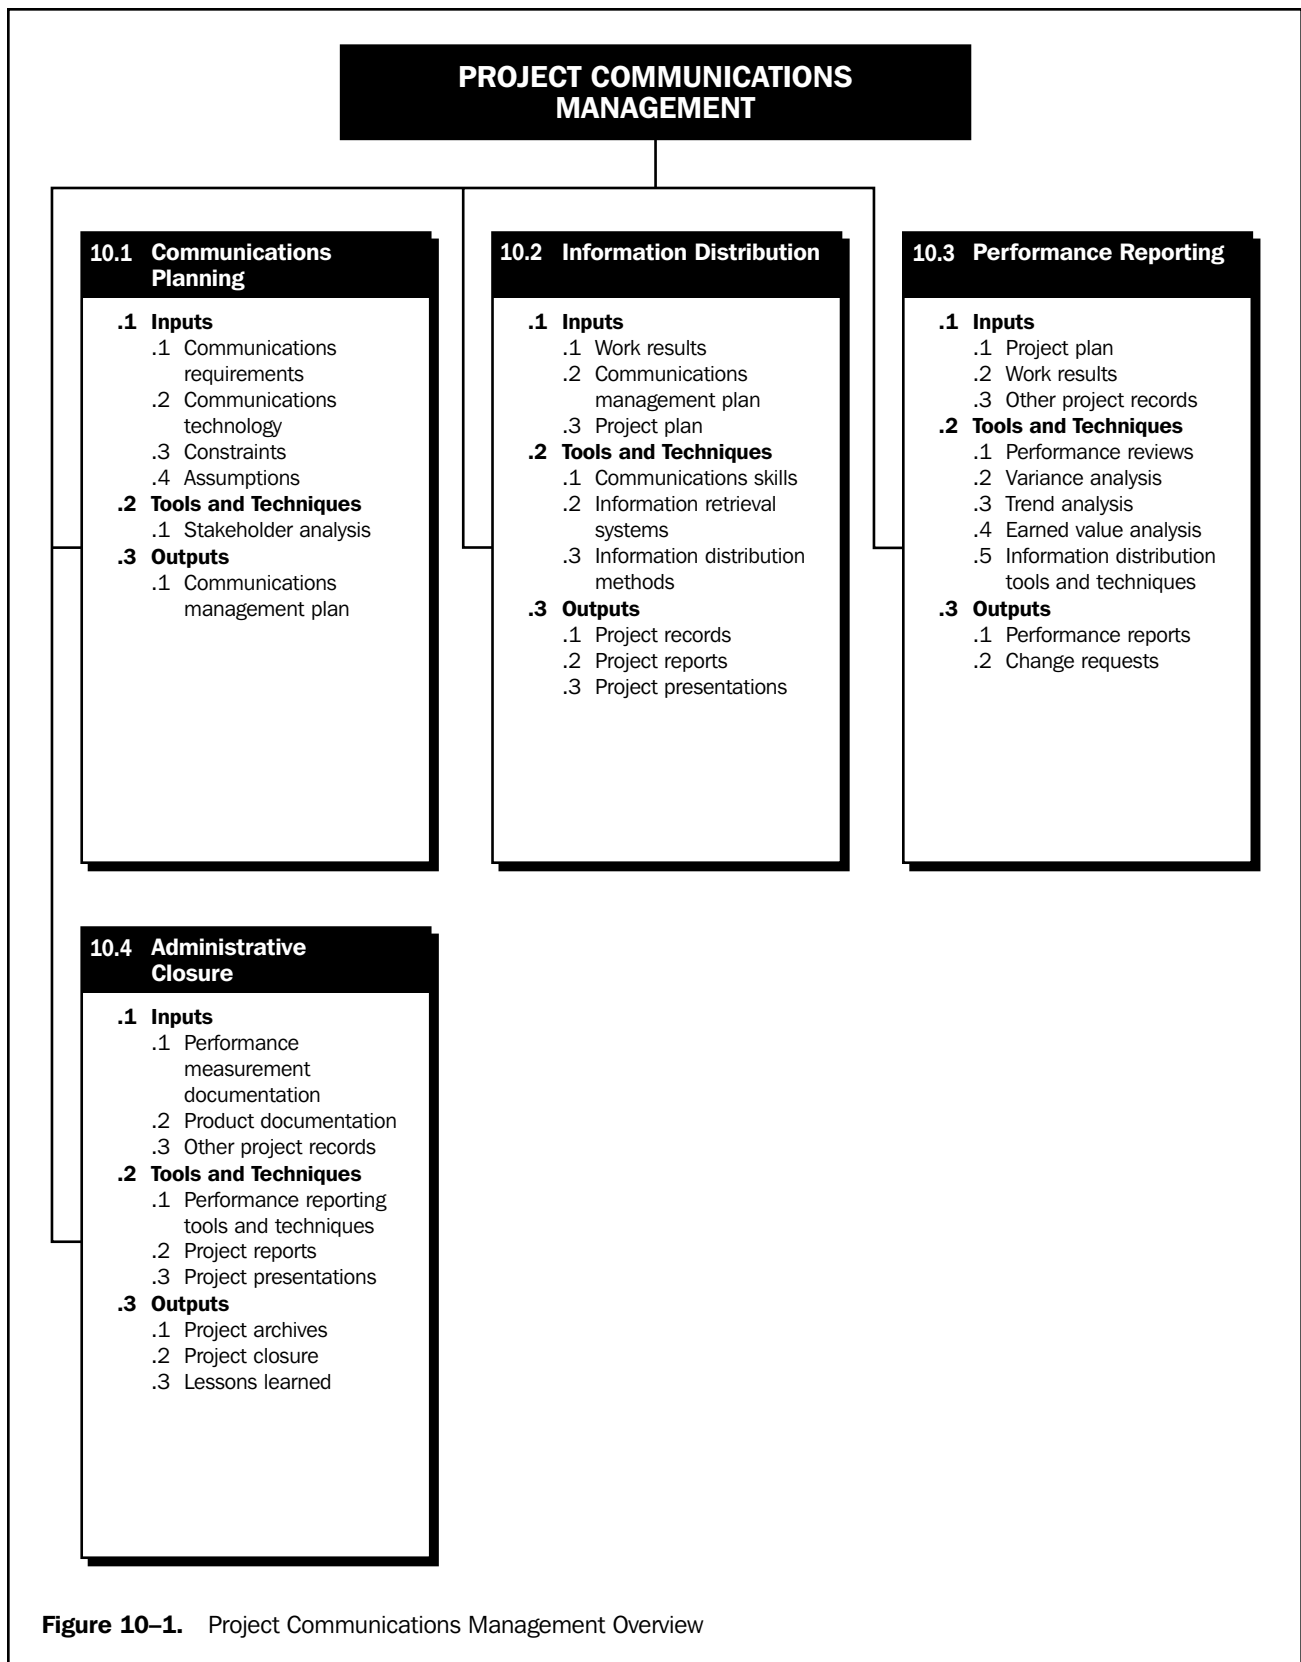 PROJECT COMMUNICATIONS
MANAGEMENT
10.1 Communications
Planning
.1 Inputs
.1 Communications
requirements
.2 Communications
technology
.3 Constraints
.4 Assumptions
.2 Tools and Techniques
.1 Stakeholder analysis
.3 Outputs
.1 Communications
management plan
10.2 Information Distribution
.1 Inputs
.1 Work results
.2 Communications
management plan
.3 Project plan
.2 Tools and Techniques
.1 Communications skills
.2 Information retrieval
systems
.3 Information distribution
methods
.3 Outputs
.1 Project records
.2 Project reports
.3 Project presentations
10.3 Performance Reporting
.1 Inputs
.1 Project plan
.2 Work results
.3 Other project records
.2 Tools and Techniques
.1 Performance reviews
.2 Variance analysis
.3 Trend analysis
.4 Earned value analysis
.5 Information distribution
tools and techniques
.3 Outputs
.1 Performance reports
.2 Change requests
10.4 Administrative
Closure
.1 Inputs
.1 Performance
measurement
documentation
.2 Product documentation
.3 Other project records
.2 Tools and Techniques
.1 Performance reporting
tools and techniques
.2 Project reports
.3 Project presentations
.3 Outputs
.1 Project archives
.2 Project closure
.3 Lessons learned
Figure 10–1. Project Communications Management Overview